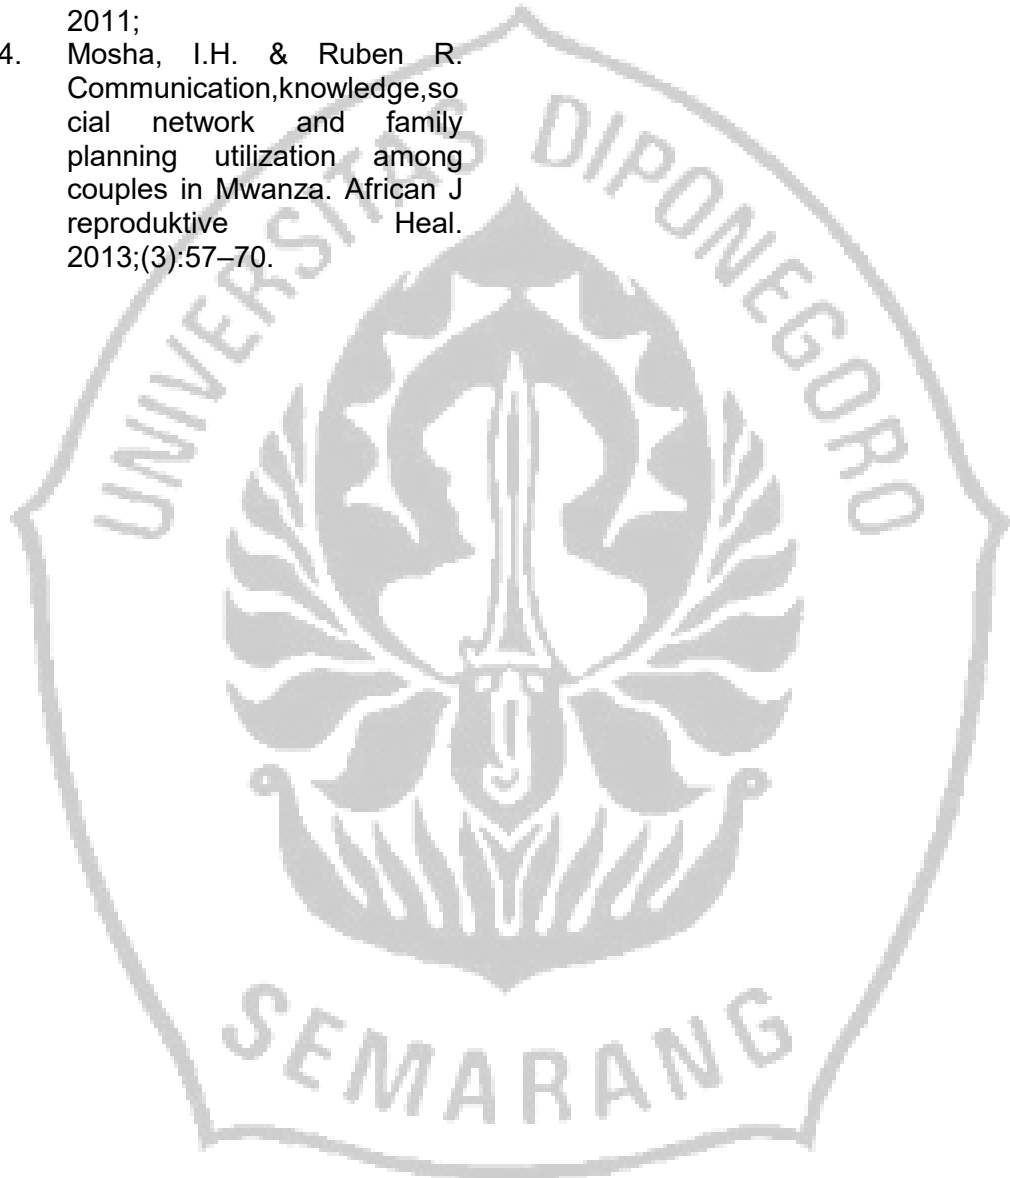 2011;
4. Mosha, I.H. & Ruben R.
Communication,knowledge,so
cial network and family
planning utilization among
couples in Mwanza. African J
reproduktive Heal.
2013;(3):57–70.
UNIVERSITAS DIPONEGORO
SEMARANG